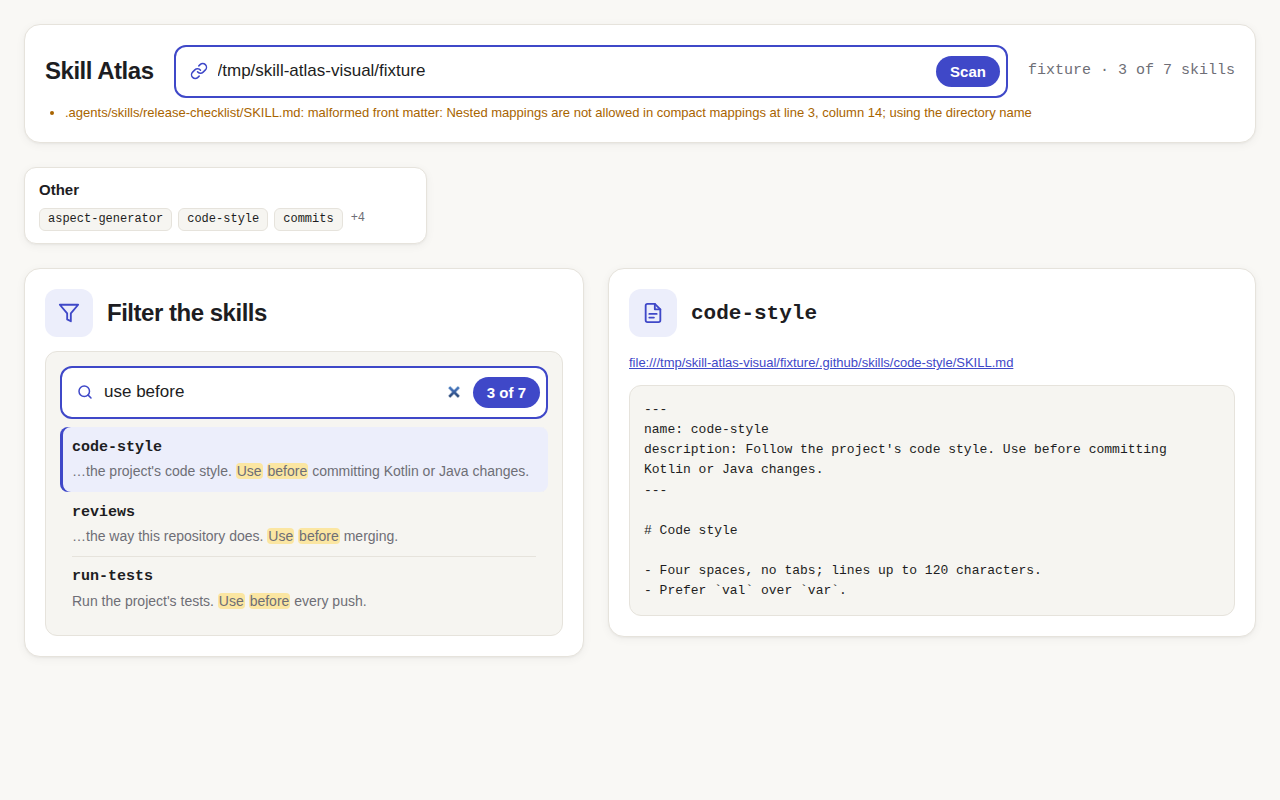 Skill Atlas
/tmp/skill-atlas-visual/fixture
Scan
fixture · 3 of 7 skills
.agents/skills/release-checklist/SKILL.md: malformed front matter: Nested mappings are not allowed in compact mappings at line 3, column 14; using the directory name
Other
aspect-generator code-style commits +4
Filter the skills
use before
3 of 7
code-style
…the project's code style. Use before committing Kotlin or Java changes.
reviews
…the way this repository does. Use before merging.
run-tests
Run the project's tests. Use before every push.
code-style
file:///tmp/skill-atlas-visual/fixture/.github/skills/code-style/SKILL.md
---
name: code-style
description: Follow the project's code style. Use before committing
Kotlin or Java changes.
---
# Code style
- Four spaces, no tabs; lines up to 120 characters.
- Prefer `val` over `var`.